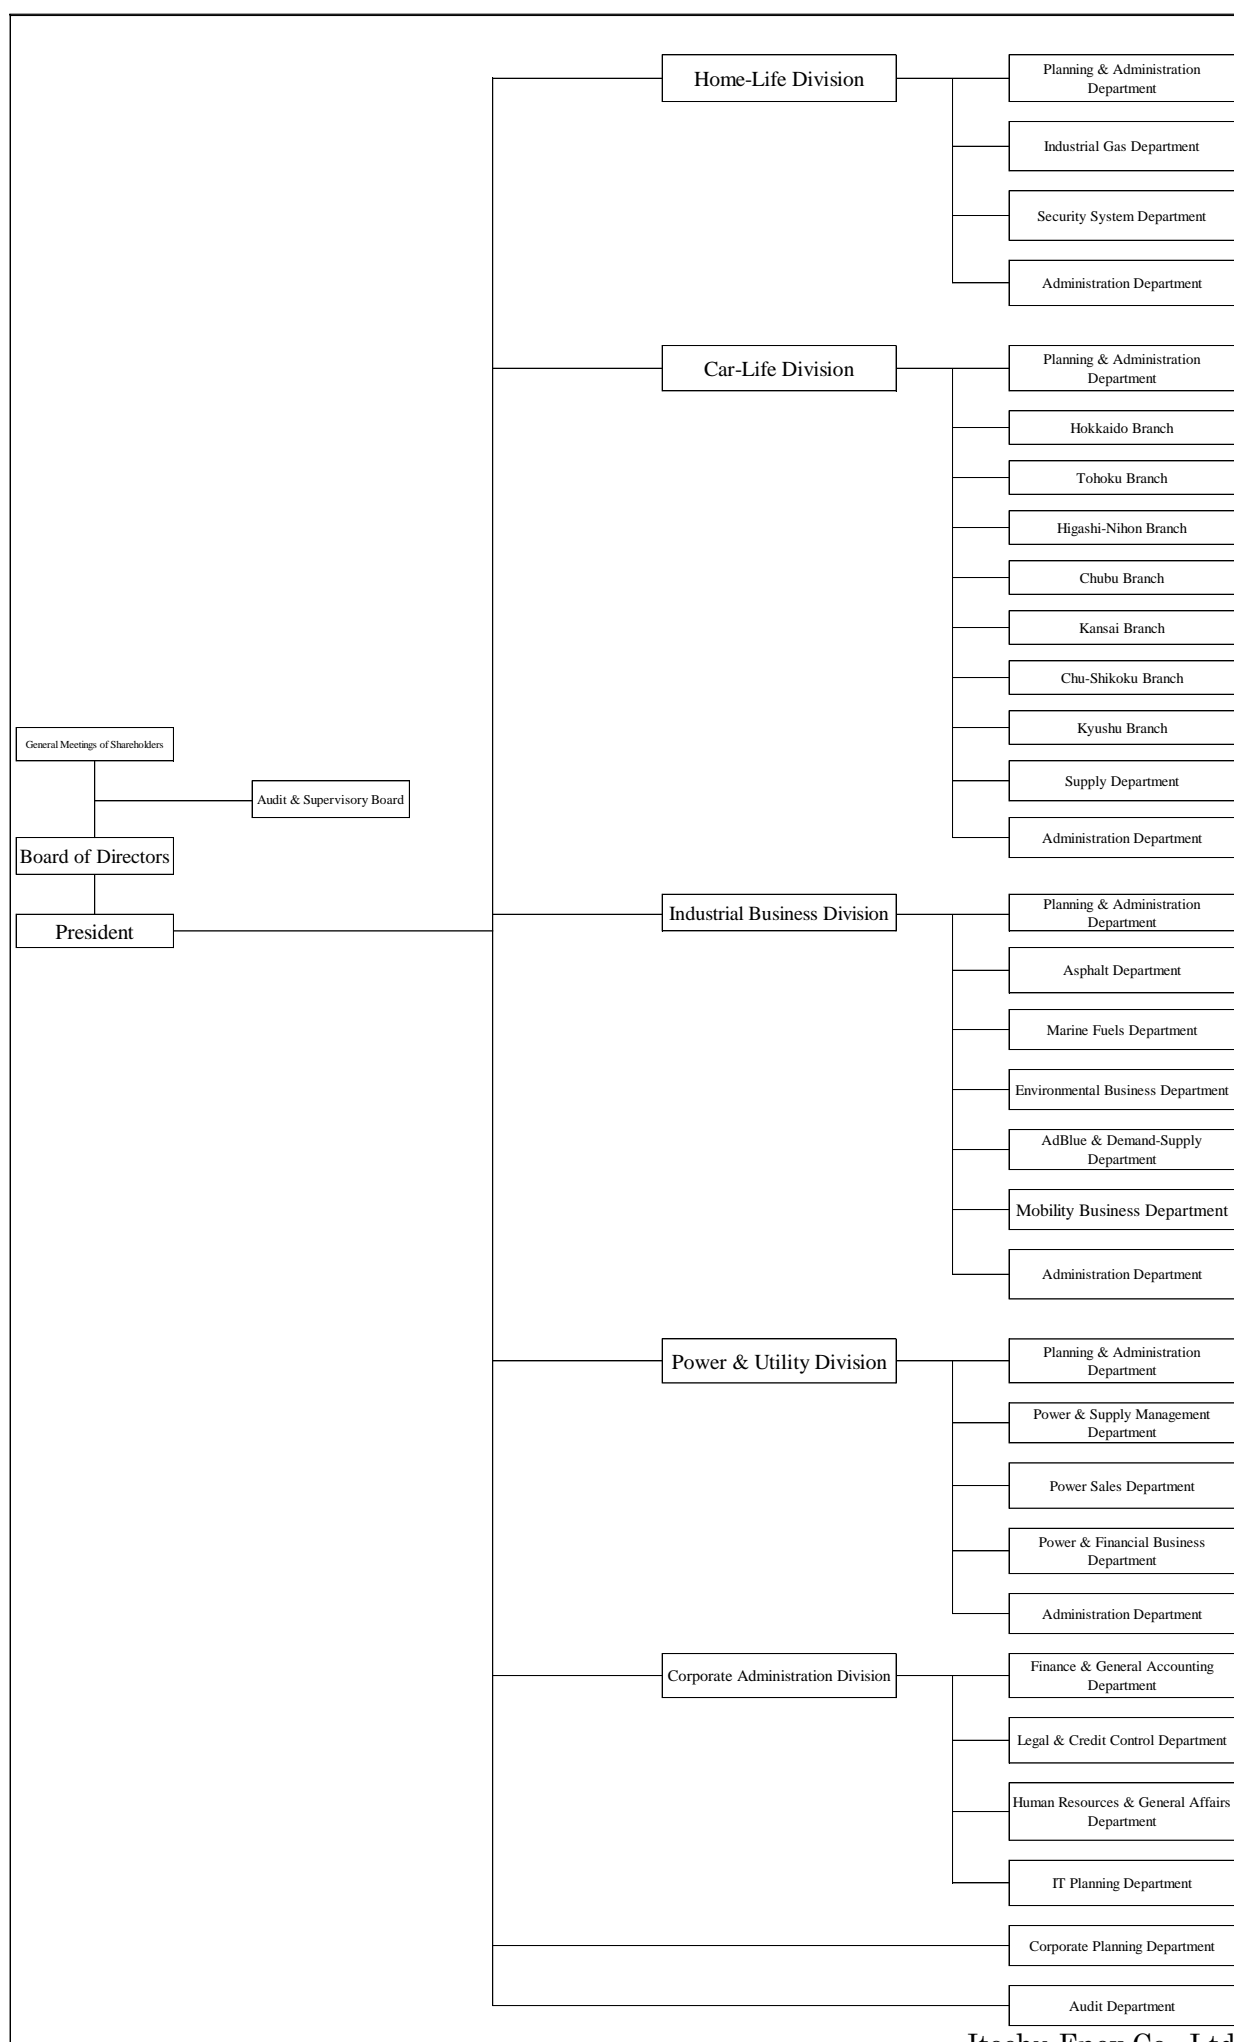 Home-Life Division
Planning & Administration
Department
Industrial Gas Department
Security System Department
Administration Department
Car-Life Division
Planning & Administration
Department
Hokkaido Branch
Tohoku Branch
Higashi-Nihon Branch
Chubu Branch
Kansai Branch
Chu-Shikoku Branch
Kyushu Branch
Supply Department
Administration Department
General Meetings of Shareholders
Audit & Supervisory Board
Board of Directors
President
Industrial Business Division
Planning & Administration
Department
Asphalt Department
Marine Fuels Department
Environmental Business Department
AdBlue & Demand-Supply
Department
Mobility Business Department
Administration Department
Power & Utility Division
Planning & Administration
Department
Power & Supply Management
Department
Power Sales Department
Power & Financial Business
Department
Administration Department
Corporate Administration Division
Finance & General Accounting
Department
Legal & Credit Control Department
Human Resources & General Affairs
Department
IT Planning Department
Corporate Planning Department
Audit Department